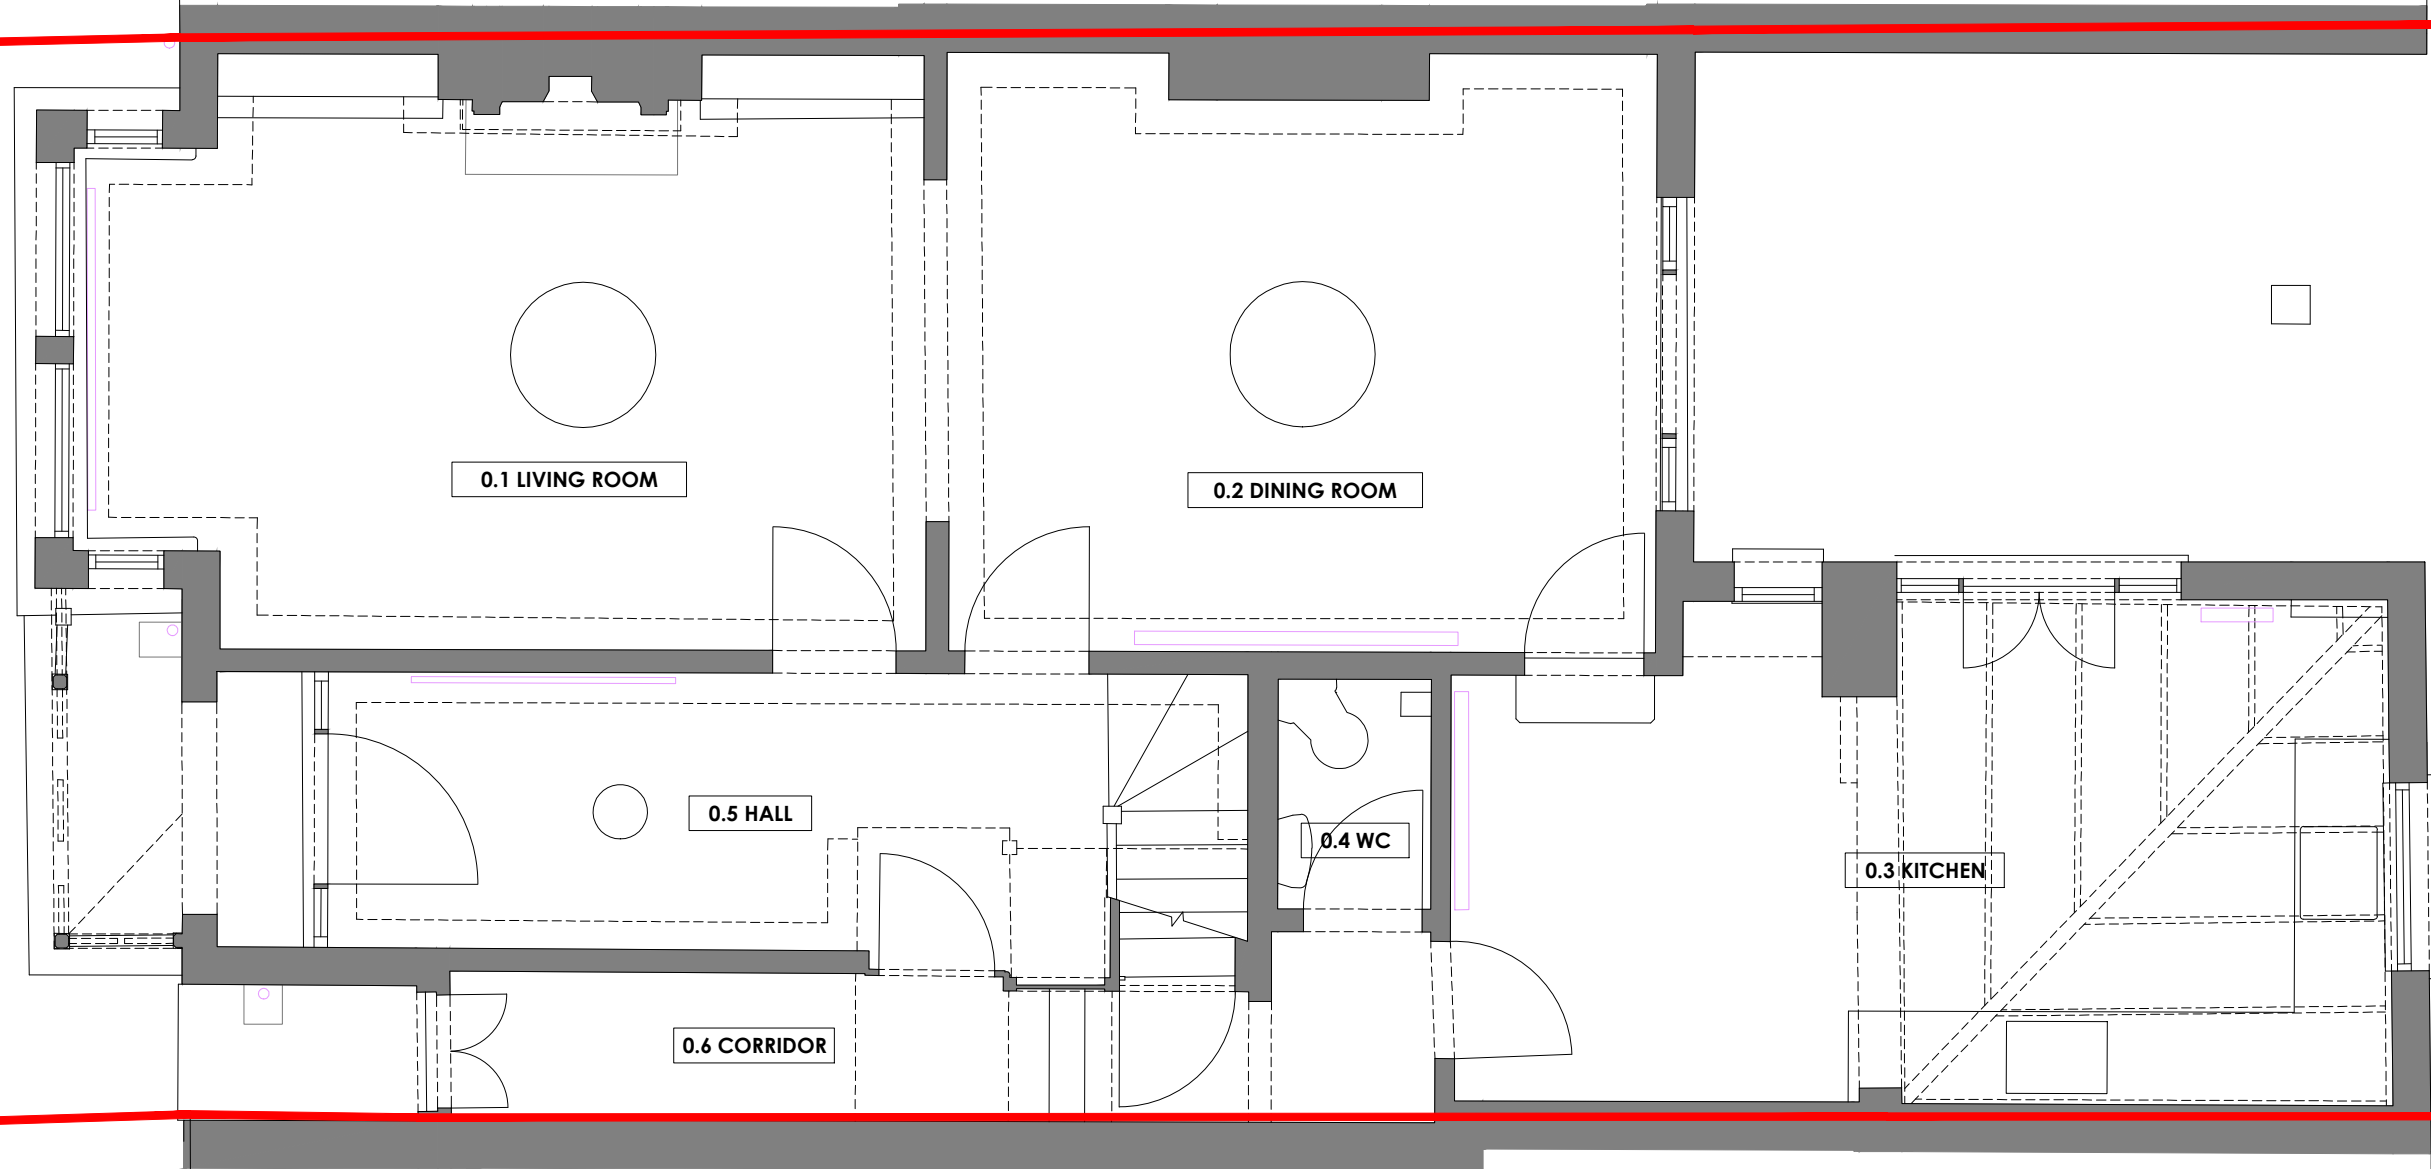 0.1 LIVING ROOM
0.2 DINING ROOM
0.5 HALL
0.4 WC
0.3 KITCHEN
0.6 CORRIDOR